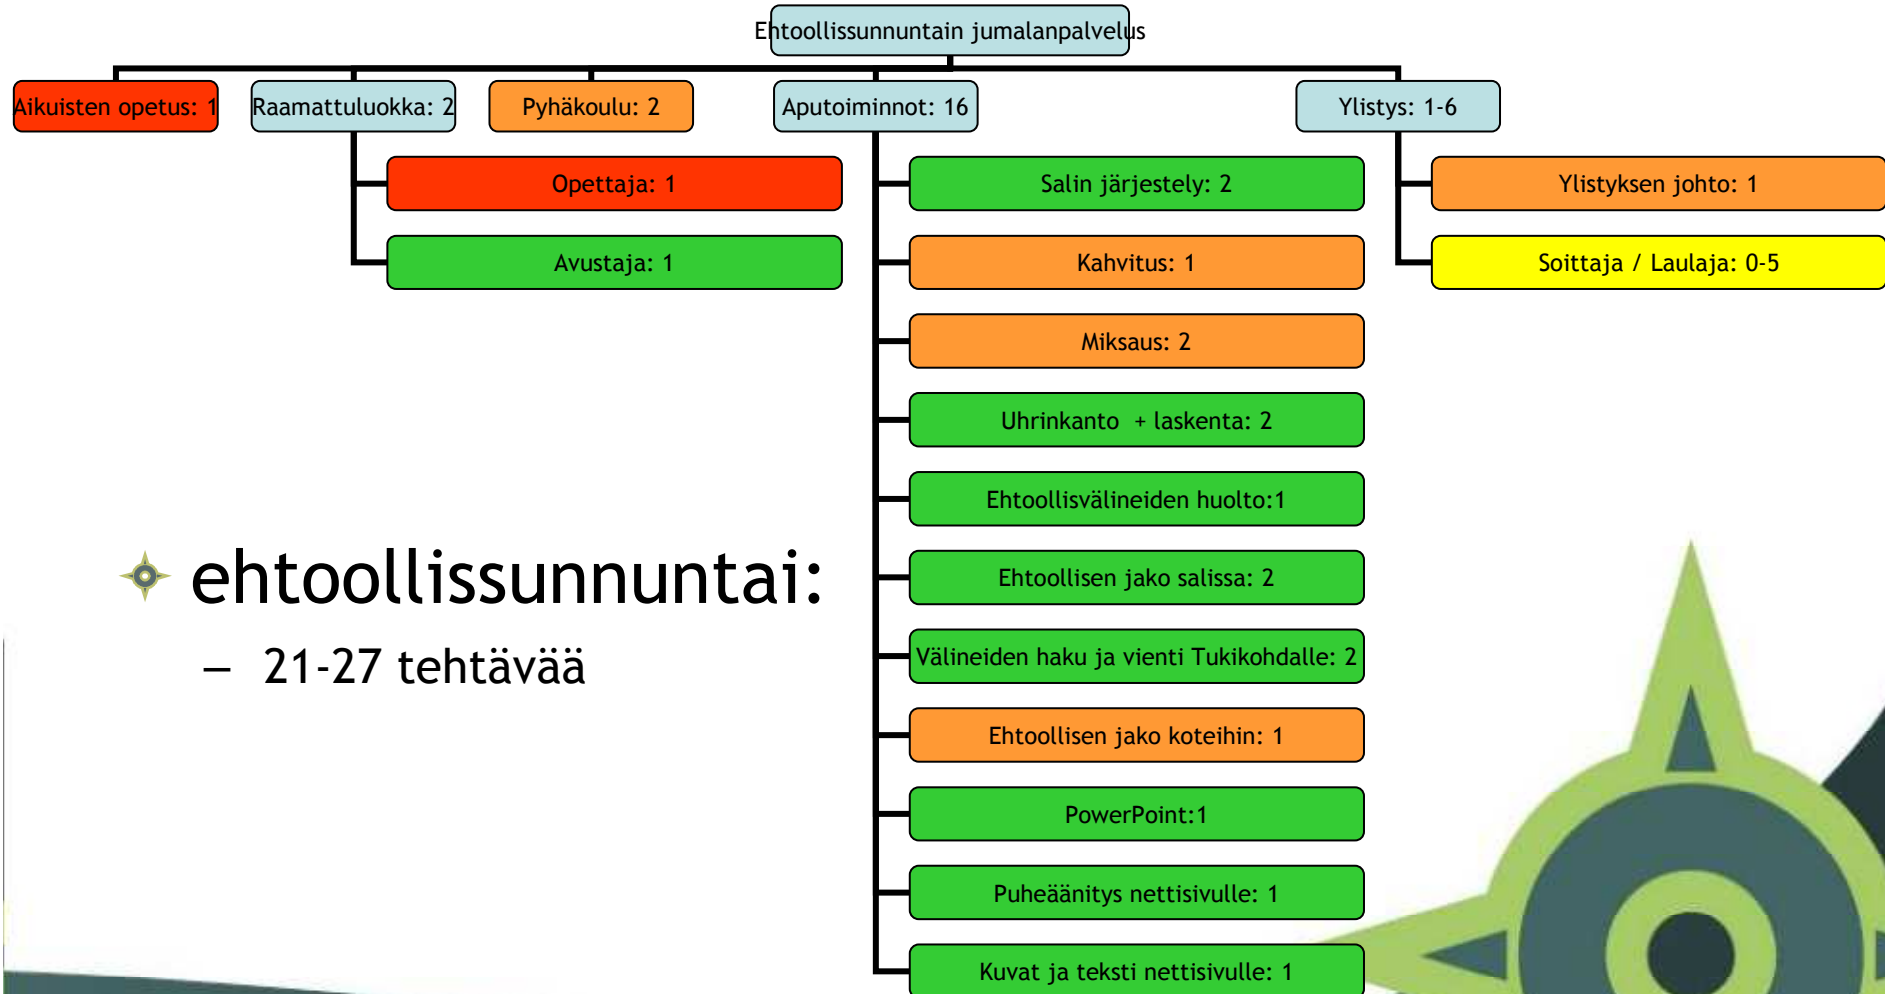 Ehtoollissunnuntain jumalanpalvelus
Aikuisten opetus: 1
Raamattuluokka: 2
Pyhäkoulu: 2
Aputoiminnot: 16
Ylistys: 1-6
Opettaja: 1
Avustaja: 1
Salin järjestely: 2
Kahvitus: 1
Miksaus: 2
Uhrinkanto + laskenta: 2
Ehtoollisvälineiden huolto:1
Ehtoollisen jako salissa: 2
Välineiden haku ja vienti Tukikohdalle: 2
Ehtoollisen jako koteihin: 1
PowerPoint:1
Puheäänitys nettisivulle: 1
Kuvat ja teksti nettisivulle: 1
Ylistyksen johto: 1
Soittaja / Laulaja: 0-5
ehtoollissunnuntai:
– 21-27 tehtävää